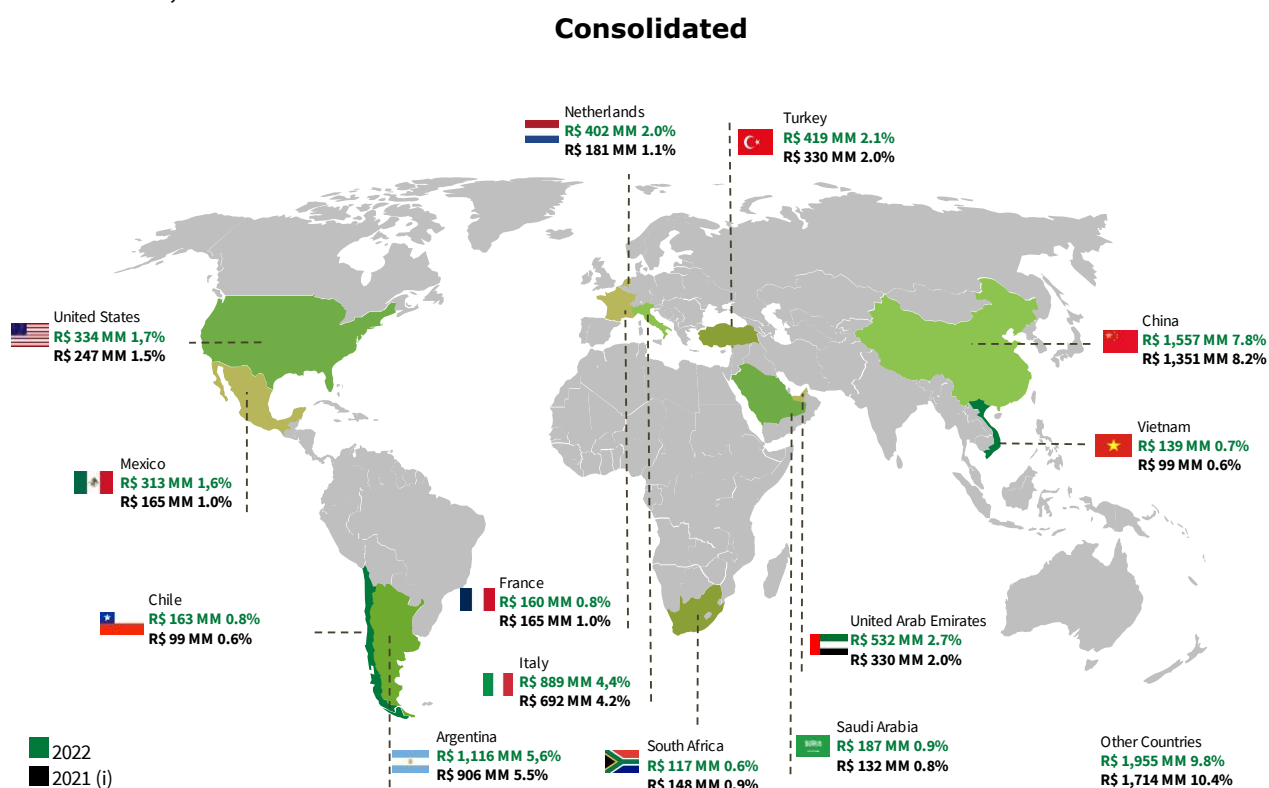 Consolidated
Netherlands
R$ 402 MM 2.0%
R$ 181 MM 1.1%
Turkey
R$ 419 MM 2.1%
R$ 330 MM 2.0%
United States
R$ 334 MM 1,7%
R$ 247 MM 1.5%
China
R$ 1,557 MM 7.8%
R$ 1,351 MM 8.2%
Vietnam
R$ 139 MM 0.7%
R$ 99 MM 0.6%
Mexico
R$ 313 MM 1,6%
R$ 165 MM 1.0%
France
R$ 160 MM 0.8%
R$ 165 MM 1.0%
Chile
R$ 163 MM 0.8%
R$ 99 MM 0.6%
United Arab Emirates
R$ 532 MM 2.7%
R$ 330 MM 2.0%
Italy
R$ 889 MM 4,4%
R$ 692 MM 4.2%
Argentina
R$ 1,116 MM 5,6%
R$ 906 MM 5.5%
South Africa
R$ 117 MM 0.6%
R$ 148 MM 0.9%
Saudi Arabia
R$ 187 MM 0.9%
R$ 132 MM 0.8%
Other Countries
R$ 1,955 MM 9.8%
R$ 1,714 MM 10.4%
2022
2021 (i)